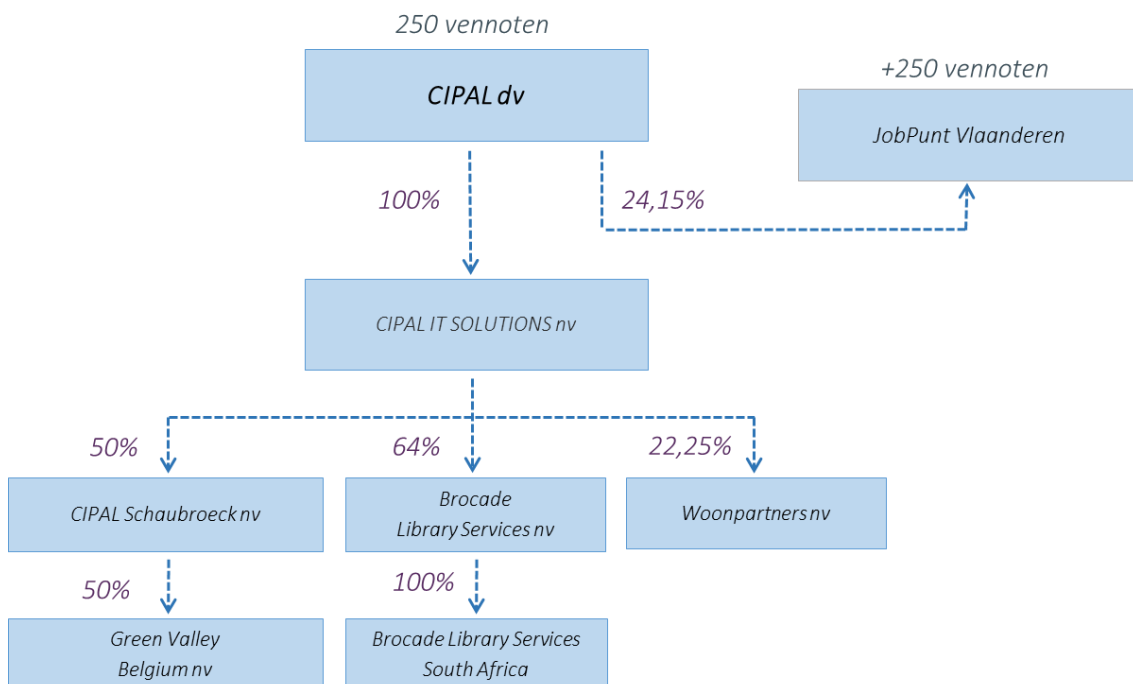 250 vennoten
CIPAL dv
+250 vennoten
JobPunt Vlaanderen
100%
24,15%
CIPAL IT SOLUTIONS nv
50%
64%
22,25%
CIPAL Schaubroeck nv
Brocade
Library Services nv
Woonpartners nv
50%
100%
Green Valley
Belgium nv
Brocade Library Services
South Africa